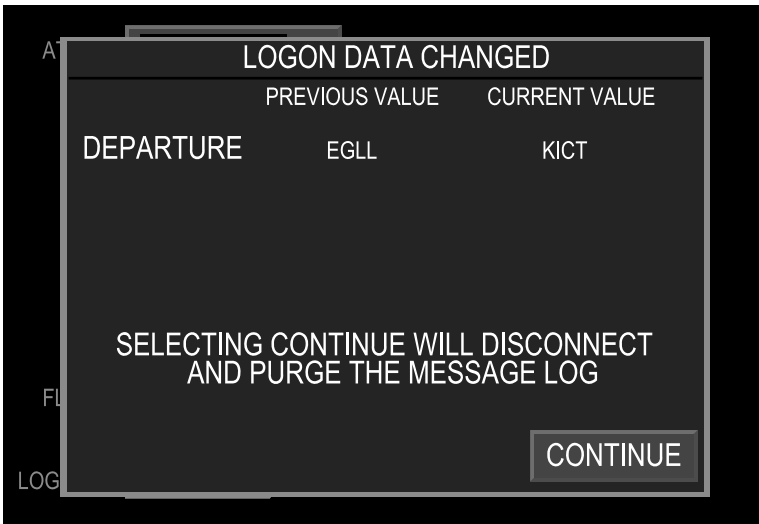 LOGON DATA CHANGED
PREVIOUS VALUE CURRENT VALUE
DEPARTURE EGLL KICT
SELECTING CONTINUE WILL DISCONNECT
AND PURGE THE MESSAGE LOG
CONTINUE